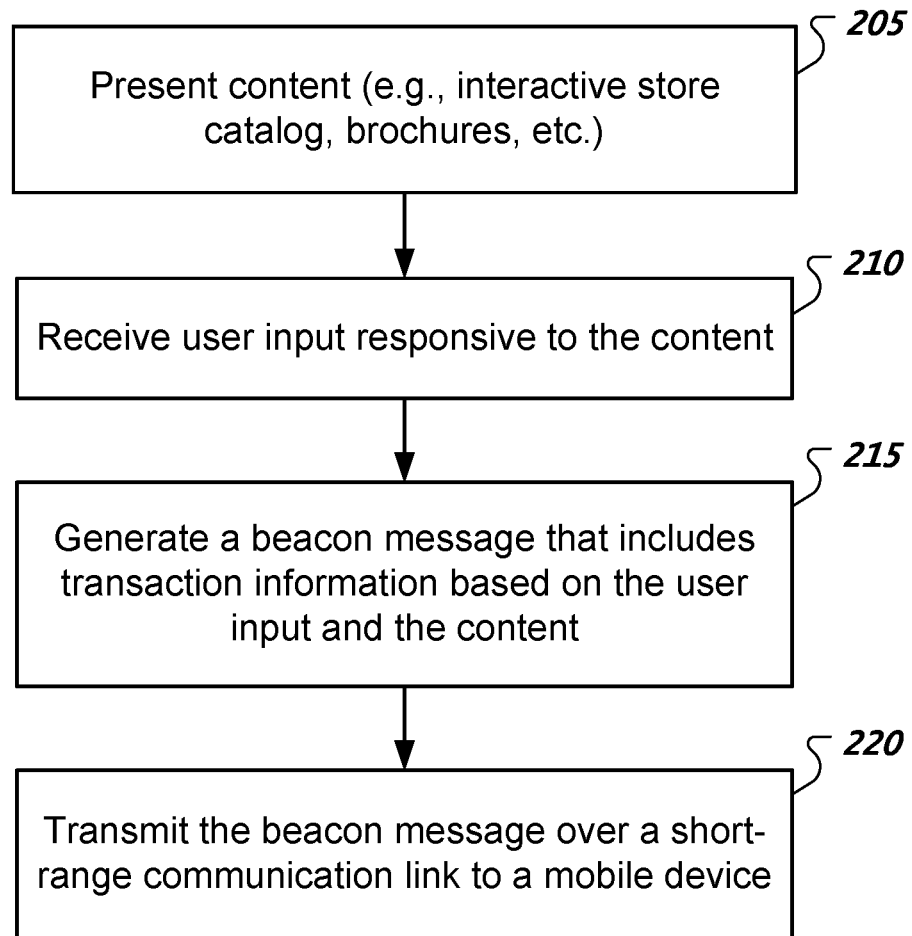 205
Present content (e.g., interactive store
catalog, brochures, etc.)
210
Receive user input responsive to the content
215
Generate a beacon message that includes
transaction information based on the user
input and the content
220
Transmit the beacon message over a short-
range communication link to a mobile device